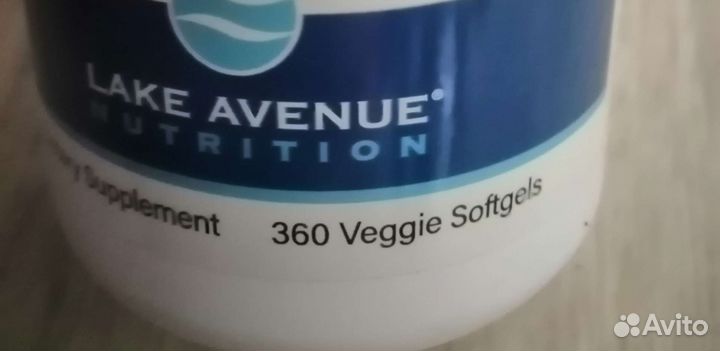 LAKE AVENUE®
NUTRITION
Supplement 360 Veggie Softgels
Avito